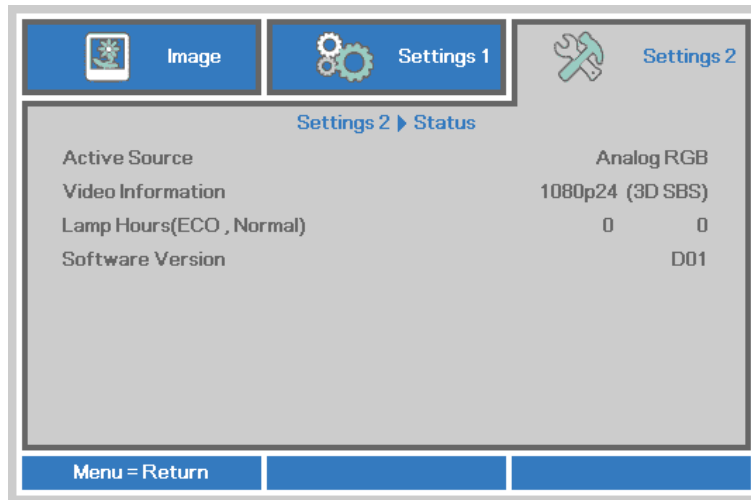 Image Settings 1 Settings 2
Settings 2 Status
Active Source Analog RGB
Video Information 1080p24 (3D SBS)
Lamp Hours(ECO , Normal) 0 0
Software Version D01
Menu = Return